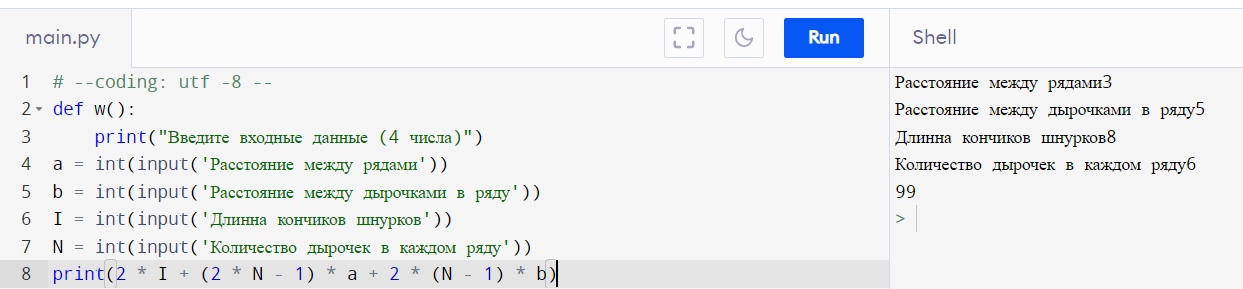 main.py
Run
Shell
1 # --coding: utf -8 --
2 def w():
3 print("Введите входные данные (4 числа)")
4 a = int(input('Расстояние между рядами'))
5 b = int(input('Расстояние между дырочками в ряду'))
6 I = int(input('Длинна кончиков шнурков'))
7 N = int(input('Количество дырочек в каждом ряду'))
8 print(2 * I + (2 * N - 1) * a + 2 * (N - 1) * b)
Расстояние между рядами3
Расстояние между дырочками в ряду5
Длинна кончиков шнурков8
Количество дырочек в каждом ряду6
99
>